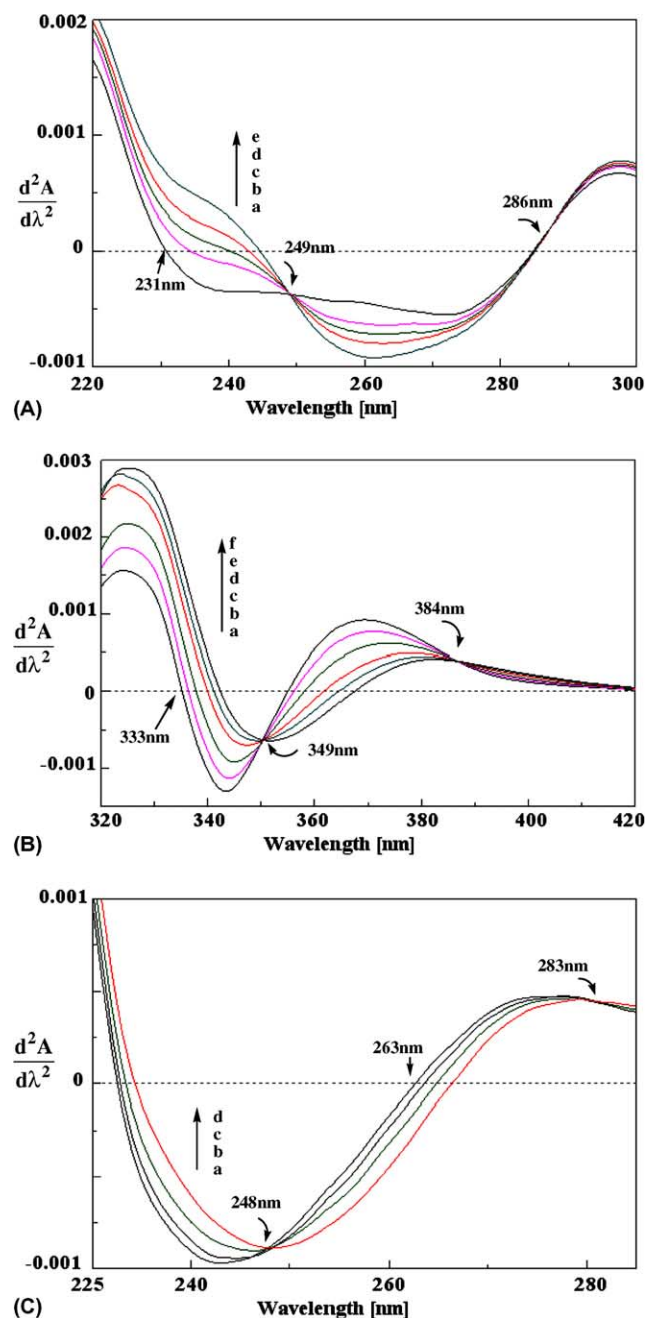 0.002
0.001
d²A
dλ²
0
-0.001
e
d
c
b
a
231nm
249nm
286nm
220 240 260 280 300
(A) Wavelength [nm]
0.003
0.002
0.001
d²A
dλ²
0
-0.001
f
e
d
c
b
a
384nm
333nm
349nm
320 340 360 380 400 420
(B) Wavelength [nm]
0.001
d²A
dλ²
0
-0.001
283nm
263nm
d
c
b
a
248nm
225 240 260 280
(C) Wavelength [nm]